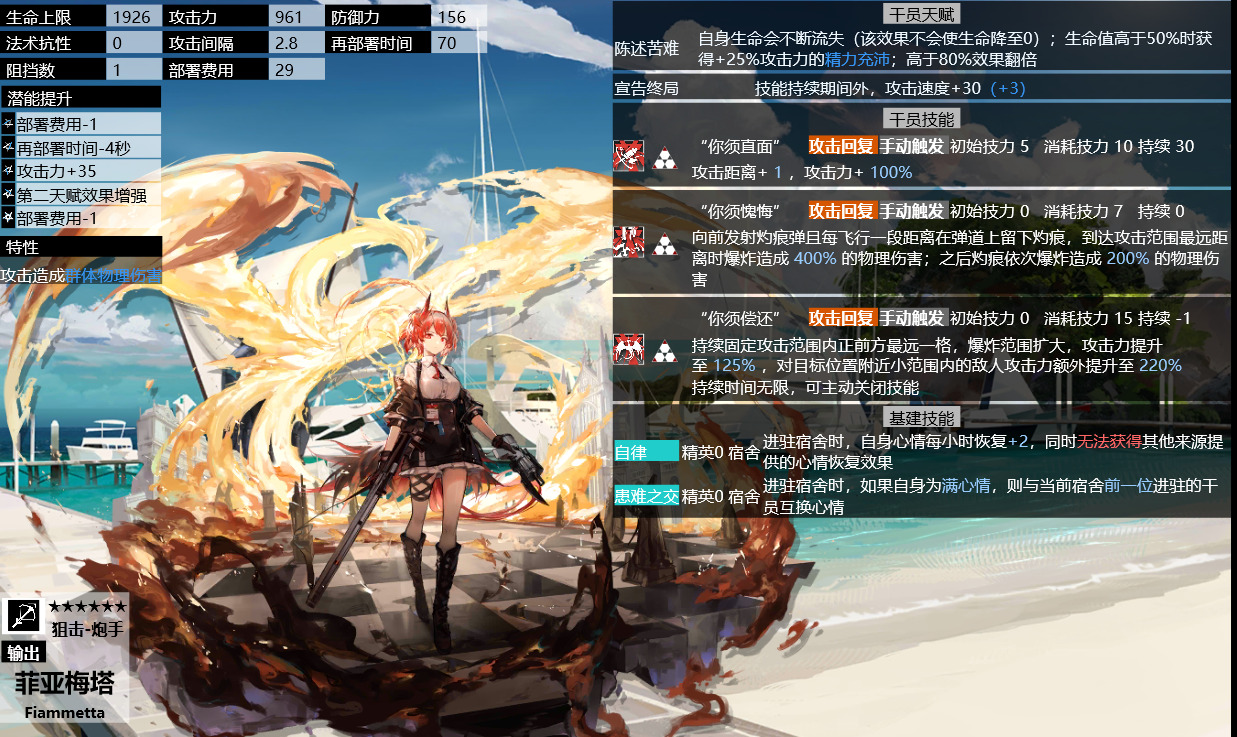 生命上限 1926 攻击力 961 防御力 156
法术抗性 0 攻击间隔 2.8 再部署时间 70
阻挡数 1 部署费用 29
潜能提升
部署费用-1
再部署时间-4秒
攻击力+35
第二天赋效果增强
部署费用-1
特性
攻击造成群体物理伤害
★★★★★★
狙击-炮手
输出
菲亚梅塔
Fiammetta
干员天赋
陈述苦难 自身生命会不断流失（该效果不会使生命降至0）；生命值高于50%时获
得+25%攻击力的精力充沛；高于80%效果翻倍
宣告终局 技能持续期间外，攻击速度+30（+3）
干员技能
“你须直面” 攻击回复 手动触发 初始技力 5 消耗技力 10 持续 30
攻击距离+ 1 ，攻击力+ 100%
“你须愧悔” 攻击回复 手动触发 初始技力 0 消耗技力 7 持续 0
向前发射灼痕弹且每飞行一段距离在弹道上留下灼痕，到达攻击范围最远距
离时爆炸造成 400% 的物理伤害；之后灼痕依次爆炸造成 200% 的物理伤
害
“你须偿还” 攻击回复 手动触发 初始技力 0 消耗技力 15 持续 -1
持续固定攻击范围内正前方最远一格，爆炸范围扩大，攻击力提升
至 125% ，对目标位置附近小范围内的敌人攻击力额外提升至 220%
持续时间无限，可主动关闭技能
基建技能
自律 精英0 宿舍 进驻宿舍时，自身心情每小时恢复+2，同时无法获得其他来源提
供的心情恢复效果
患难之交 精英0 宿舍 进驻宿舍时，如果自身为满心情，则与当前宿舍前一位进驻的干
员互换心情